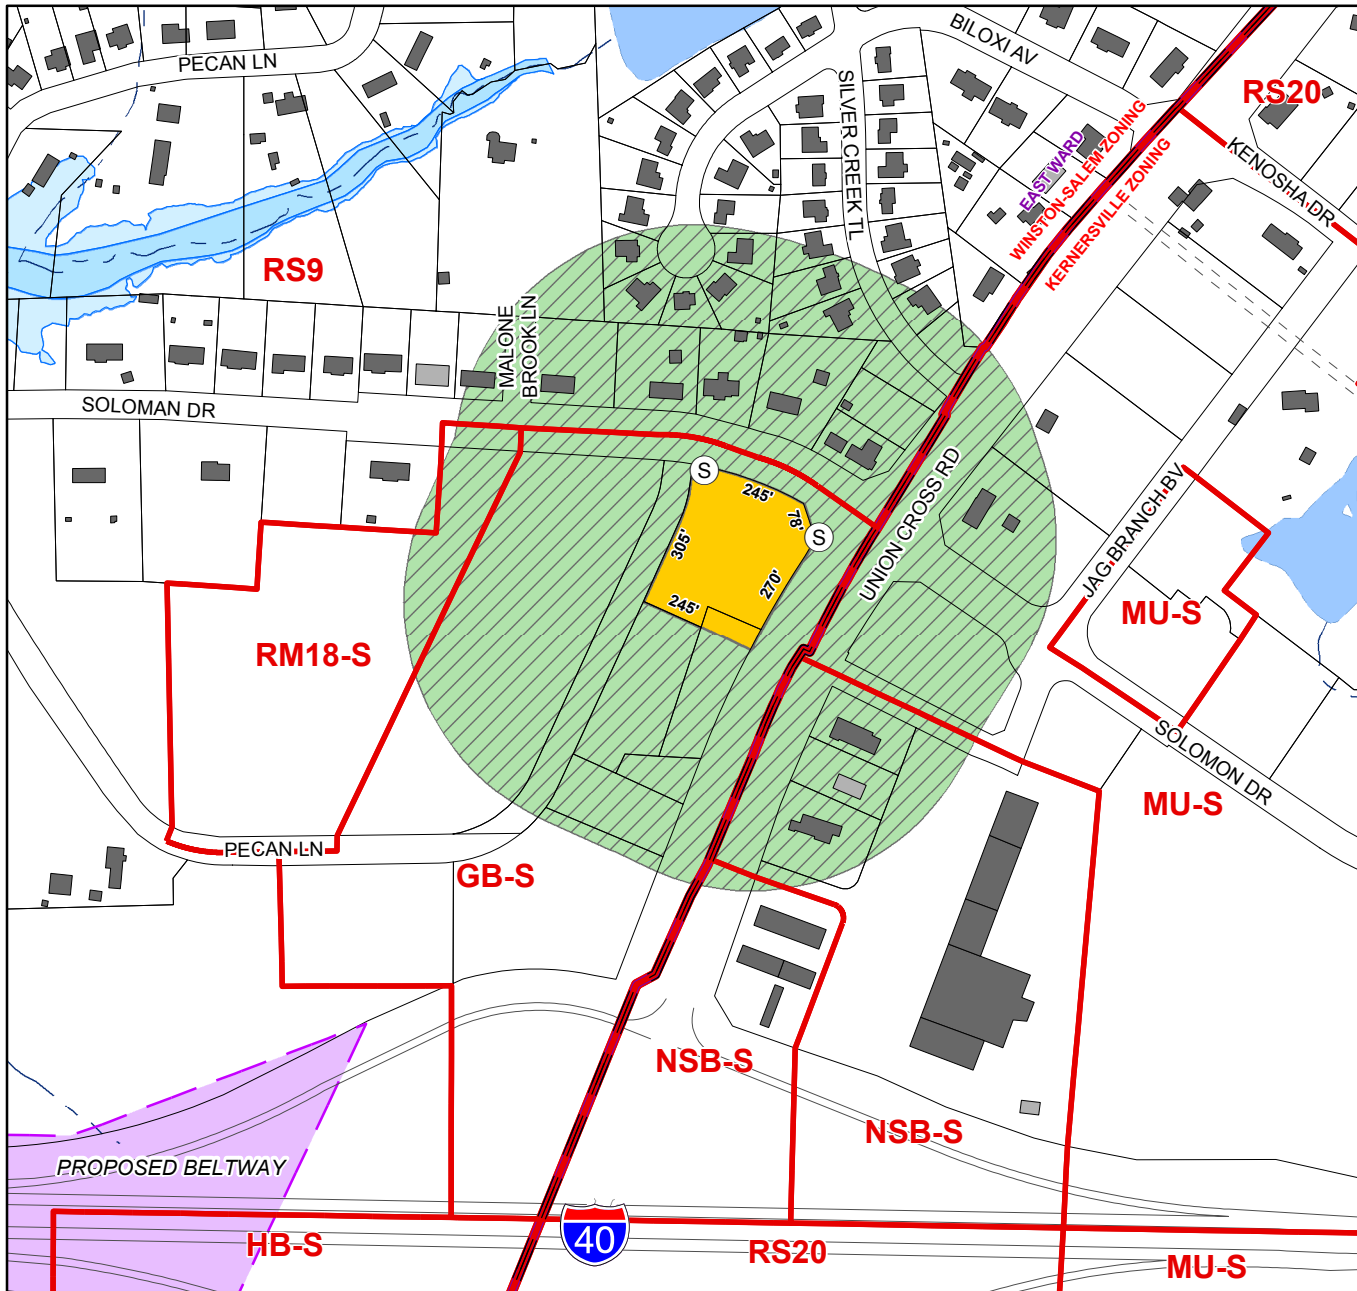 BILOXI AV
PECAN LN
RS20
SILVER CREEK TL
KENOSHA DR
EAST WARD
WINSTON-SALEM ZONING
KERNERSVILLE ZONING
RS9
MALONE
BROOK LN
SOLOMAN DR
S
245'
78'
S
305'
270'
245'
UNION CROSS RD
JAG BRANCH BV
MU-S
RM18-S
SOLOMON DR
MU-S
PECAN LN
GB-S
NSB-S
NSB-S
PROPOSED BELTWAY
40
HB-S
RS20
MU-S